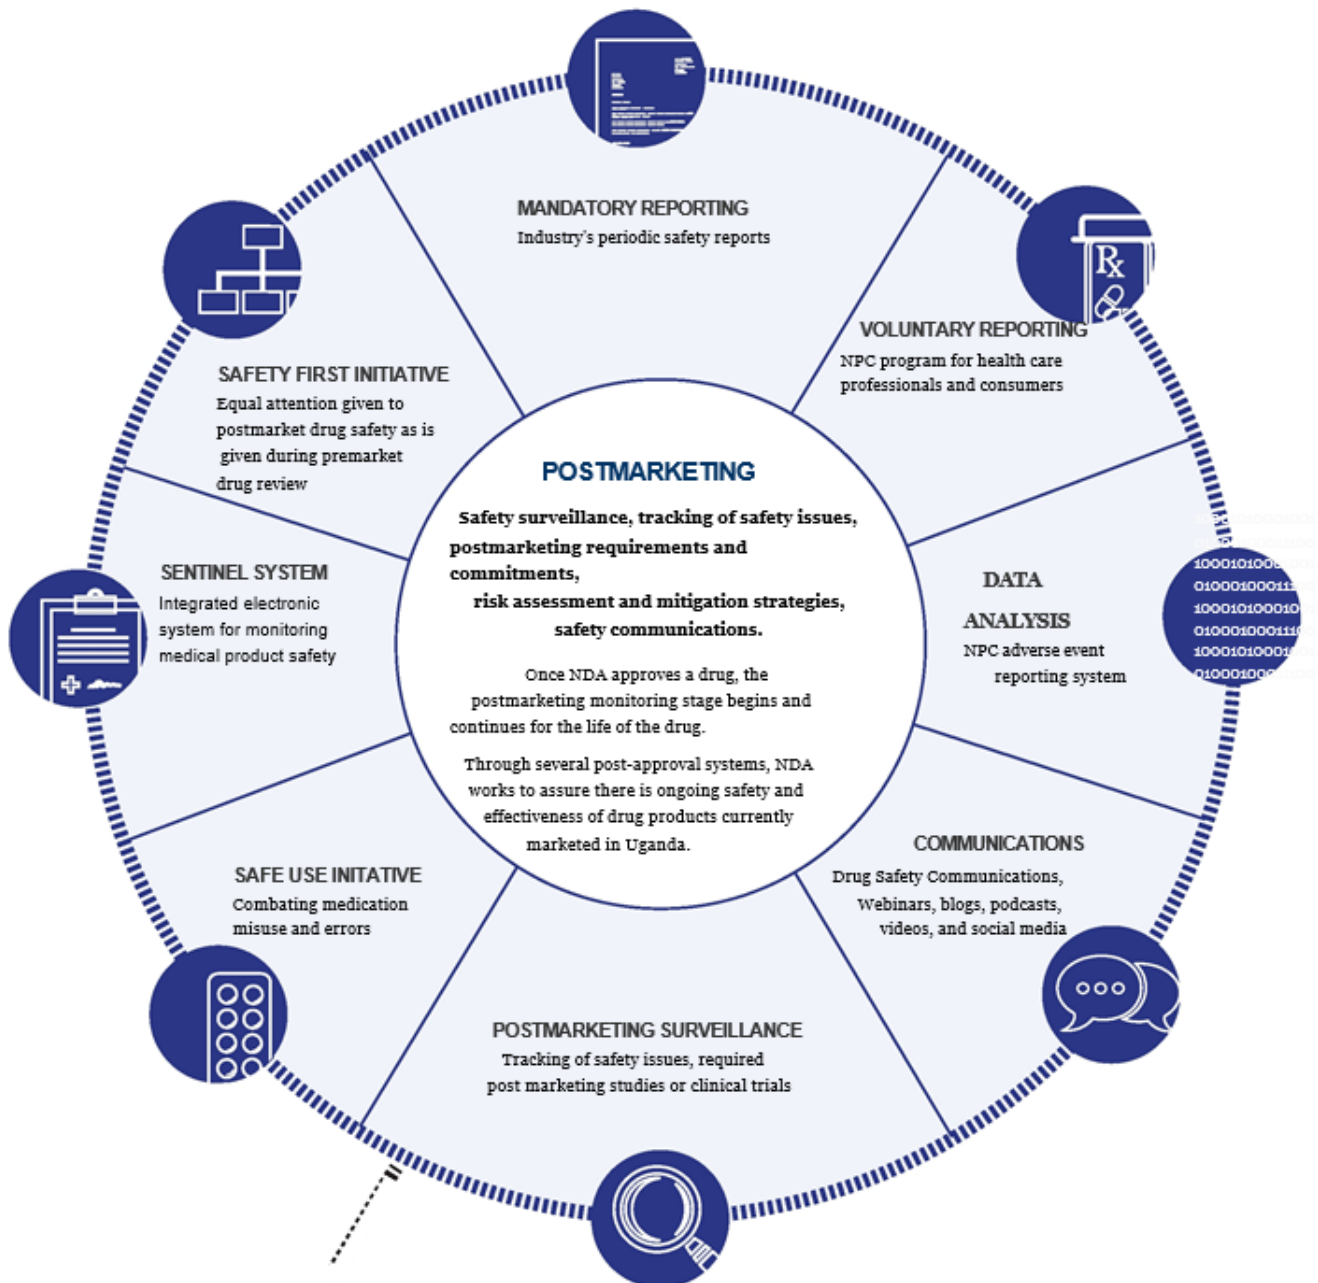 MANDATORY REPORTING
Industry's periodic safety reports
VOLUNTARY REPORTING
NPC program for health care
professionals and consumers
Rx
SAFETY FIRST INITIATIVE
Equal attention given to
postmarket drug safety as is
given during premarket
drug review
POSTMARKETING
Safety surveillance, tracking of safety issues,
postmarketing requirements and
commitments,
risk assessment and mitigation strategies,
safety communications.
Once NDA approves a drug, the
postmarketing monitoring stage begins and
continues for the life of the drug.
Through several post-approval systems, NDA
works to assure there is ongoing safety and
effectiveness of drug products currently
marketed in Uganda.
SENTINEL SYSTEM
Integrated electronic
system for monitoring
medical product safety
DATA
ANALYSIS
NPC adverse event
reporting system
SAFE USE INITATIVE
Combating medication
misuse and errors
COMMUNICATIONS
Drug Safety Communications,
Webinars, blogs, podcasts,
videos, and social media
POSTMARKETING SURVEILLANCE
Tracking of safety issues, required
post marketing studies or clinical trials